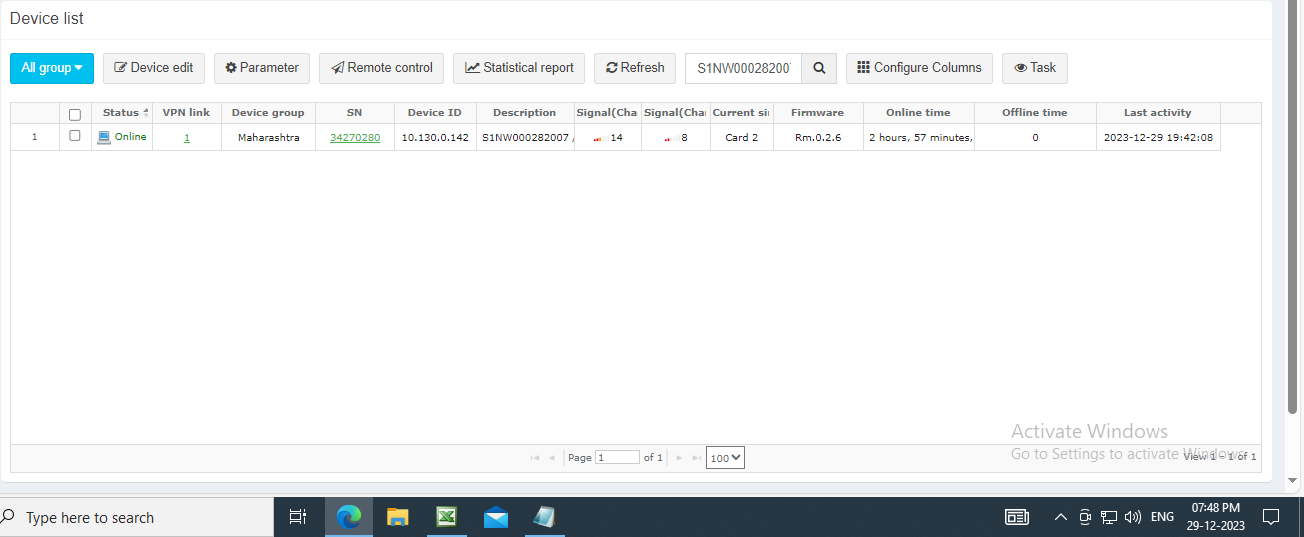 Device list
All group Device edit Parameter Remote control Statistical report Refresh S1NW000282007 Configure Columns Task
Status VPN link Device group SN Device ID Description Signal(Cha Signal(Cha Current si Firmware Online time Offline time Last activity
1 Online 1 Maharashtra 34270280 10.130.0.142 S1NW000282007 , 14 8 Card 2 Rm.0.2.6 2 hours, 57 minutes, 0 2023-12-29 19:42:08
Activate Windows
Go to Settings to activate Windows.
Page 1 of 1 100 View 1 - 1 of 1
Type here to search ENG 07:48 PM
29-12-2023